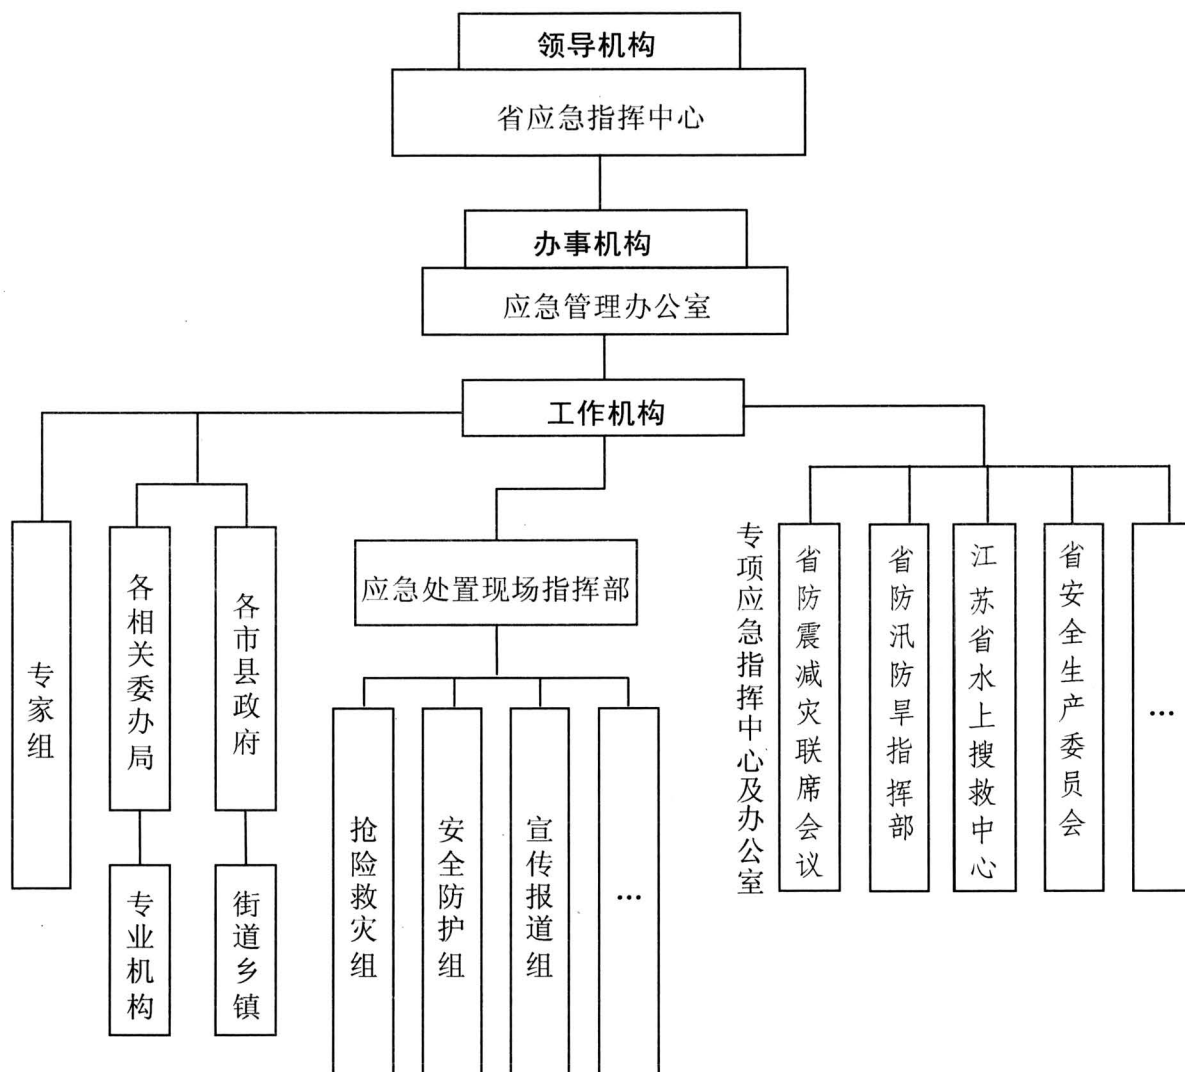 领导机构
省应急指挥中心
办事机构
应急管理办公室
工作机构
专家组
各相关委办局
专业机构
各市县政府
街道乡镇
应急处置现场指挥部
抢险救灾组
安全防护组
宣传报道组
…
专项应急指挥中心及办公室
省防震减灾联席会议
省防汛防旱指挥部
江苏省水上搜救中心
省安全生产委员会
…